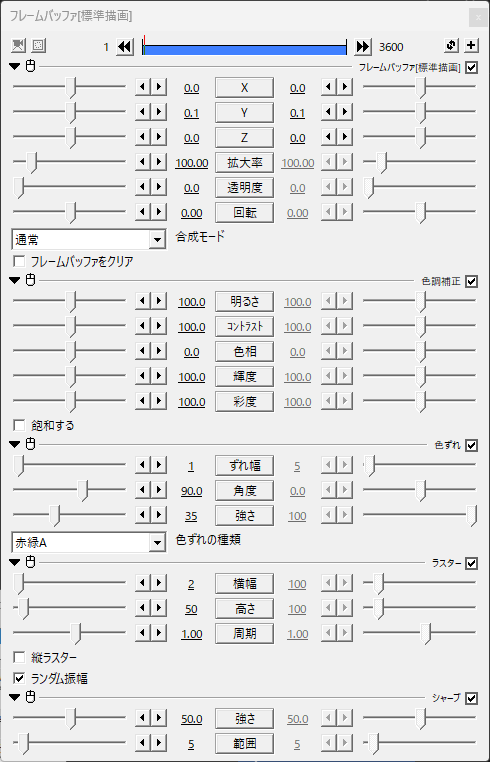 フレームバッファ[標準描画]
1 3600
フレームバッファ[標準描画]
0.0 X 0.0
0.1 Y 0.1
0.0 Z 0.0
100.00 拡大率 100.00
0.0 透明度 0.0
0.00 回転 0.00
通常 合成モード
フレームバッファをクリア
色調補正
100.0 明るさ 100.0
100.0 ｺﾝﾄﾗｽﾄ 100.0
0.0 色相 0.0
100.0 輝度 100.0
100.0 彩度 100.0
飽和する
色ずれ
1 ずれ幅 5
90.0 角度 0.0
35 強さ 100
赤緑A 色ずれの種類
ラスター
2 横幅 100
50 高さ 100
1.00 周期 1.00
縦ラスター
ランダム振幅
シャープ
50.0 強さ 50.0
5 範囲 5